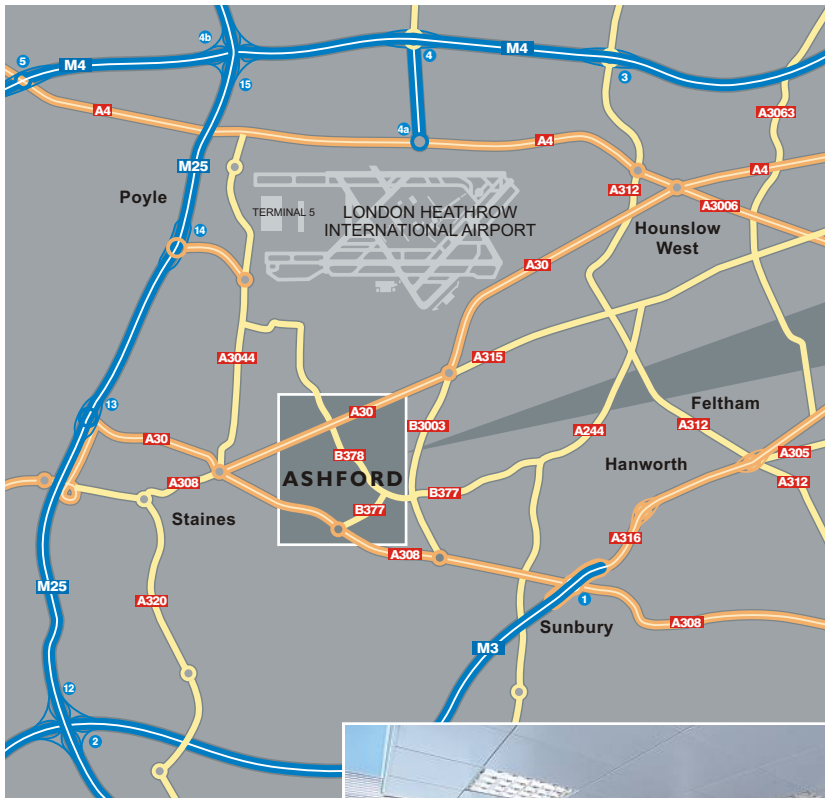 4b
5
M4
4
M4
3
15
A4
A3063
4a
A4
M25
A4
A312
Poyle
A3006
TERMINAL 5
LONDON HEATHROW
INTERNATIONAL AIRPORT
14
Hounslow
West
A30
A3044
A315
13
A30
B3003
Feltham
A30
A312
A244
B378
A305
Hanworth
A308
ASHFORD
A312
B377
B377
Staines
A316
A308
M25
A320
1
A308
Sunbury
M3
12
2